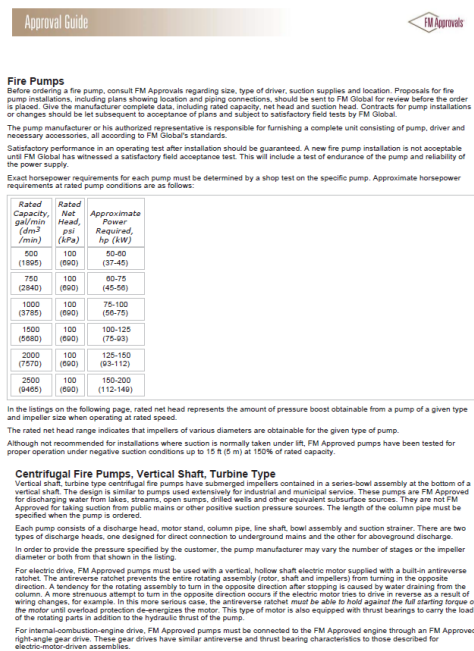 Approval Guide
FM Approvals
Fire Pumps
Before ordering a fire pump, consult FM Approvals regarding size, type of driver, suction supplies and location. Proposals for fire
pump installations, including plans showing location and piping connections, should be sent to FM Global for review before the order
is placed. Give the manufacturer complete data, including rated capacity, net head and suction head. Contracts for pump installations
or changes should be let subsequent to acceptance of plans and subject to satisfactory field tests by FM Global.
The pump manufacturer or his authorized representative is responsible for furnishing a complete unit consisting of pump, driver and
necessary accessories, all according to FM Global's standards.
Satisfactory performance in an operating test after installation should be guaranteed. A new fire pump installation is not acceptable
until FM Global has witnessed a satisfactory field acceptance test. This will include a test of endurance of the pump and reliability of
the power supply.
Exact horsepower requirements for each pump must be determined by a shop test on the specific pump. Approximate horsepower
requirements at rated pump conditions are as follows:
Rated Capacity, gal/min (dm3 /min) Rated Net Head, psi (kPa) Approximate Power Required, hp (kW)
500 100 50-60
(1895) (690) (37-45)
750 100 60-75
(2840) (690) (45-56)
1000 100 75-100
(3785) (690) (56-75)
1500 100 100-125
(5680) (690) (75-93)
2000 100 125-150
(7570) (690) (93-112)
2500 100 150-200
(9465) (690) (112-149)
In the listings on the following page, rated net head represents the amount of pressure boost obtainable from a pump of a given type
and impeller size when operating at rated speed.
The rated net head range indicates that impellers of various diameters are obtainable for the given type of pump.
Although not recommended for installations where suction is normally taken under lift, FM Approved pumps have been tested for
proper operation under negative suction conditions up to 15 ft (5 m) at 150% of rated capacity.
Centrifugal Fire Pumps, Vertical Shaft, Turbine Type
Vertical shaft, turbine type centrifugal fire pumps have submerged impellers contained in a series-bowl assembly at the bottom of a
vertical shaft. The design is similar to pumps used extensively for industrial and municipal service. These pumps are FM Approved
for discharging water from lakes, streams, open sumps, drilled wells and other equivalent subsurface sources. They are not FM
Approved for taking suction from public mains or other positive suction pressure sources. The length of the column pipe must be
specified when the pump is ordered.
Each pump consists of a discharge head, motor stand, column pipe, line shaft, bowl assembly and suction strainer. There are two
types of discharge heads, one designed for direct connection to underground mains and the other for aboveground discharge.
In order to provide the pressure specified by the customer, the pump manufacturer may vary the number of stages or the impeller
diameter or both from that shown in the listing.
For electric drive, FM Approved pumps must be used with a vertical, hollow shaft electric motor supplied with a built-in antireverse
ratchet. The antireverse ratchet prevents the entire rotating assembly (rotor, shaft and impellers) from turning in the opposite
direction. A tendency for the rotating assembly to turn in the opposite direction after stopping is caused by water draining from the
column. A more strenuous attempt to turn in the opposite direction occurs if the electric motor tries to drive in reverse as a result of
wiring changes, for example. In this more serious case, the antireverse ratchet must be able to hold against the full starting torque o
the motor until overload protection de-energizes the motor. This type of motor is also equipped with thrust bearings to carry the load
of the rotating parts in addition to the hydraulic thrust of the pump.
For internal-combustion-engine drive, FM Approved pumps must be connected to the FM Approved engine through an FM Approved
right-angle gear drive. These gear drives have similar antireverse and thrust bearing characteristics to those described for
electric-motor-driven assemblies.